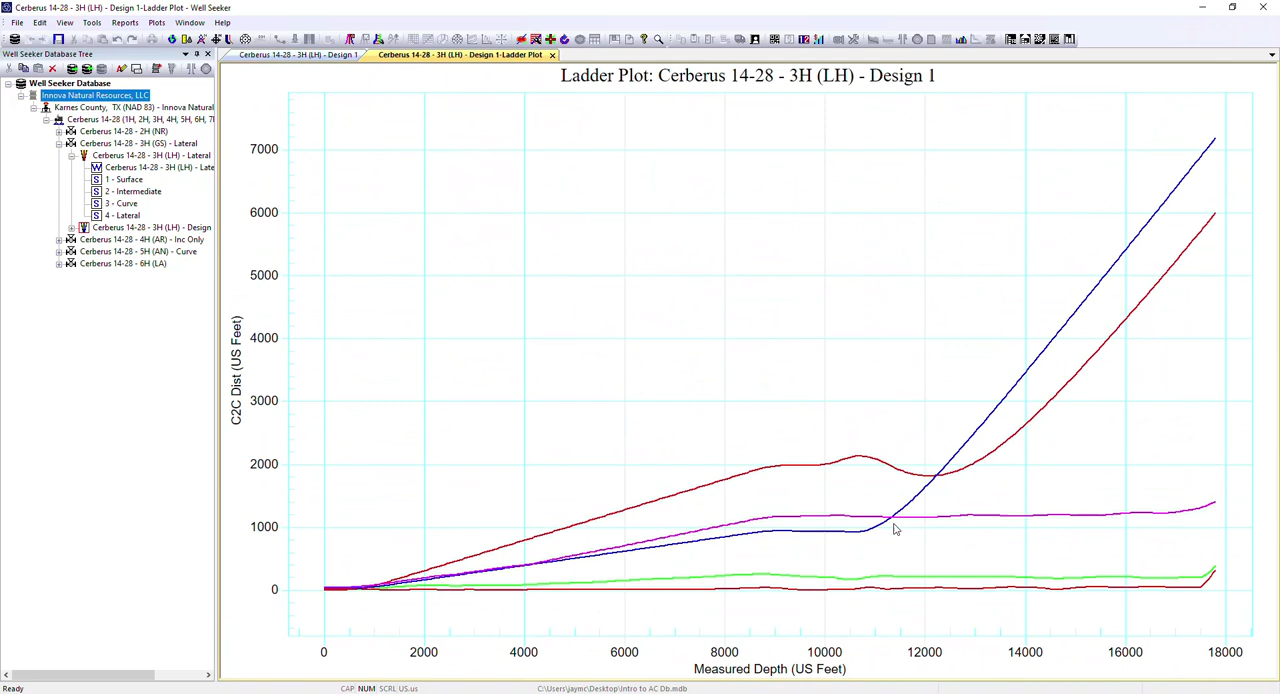 Cerberus 14-28 - 3H (LH) - Design 1-Ladder Plot - Well Seeker
File Edit View Tools Reports Plots Window Help
Well Seeker Database Tree
Cerberus 14-28 - 3H (LH) - Design 1
Cerberus 14-28 - 3H (LH) - Design 1-Ladder Plot
Well Seeker Database
Innova Natural Resources, LLC
Karnes County, TX (NAD 83) - Innova Natural
Cerberus 14-28 (1H, 2H, 3H, 4H, 5H, 6H, 7
Cerberus 14-28 - 2H (NR)
Cerberus 14-28 - 3H (GS) - Lateral
Cerberus 14-28 - 3H (LH) - Lateral
Cerberus 14-28 - 3H (LH) - Late
1 - Surface
2 - Intermediate
3 - Curve
4 - Lateral
Cerberus 14-28 - 3H (LH) - Design
Cerberus 14-28 - 4H (AR) - Inc Only
Cerberus 14-28 - 5H (AN) - Curve
Cerberus 14-28 - 6H (LA)
Ladder Plot: Cerberus 14-28 - 3H (LH) - Design 1
7000
6000
5000
4000
3000
2000
1000
0
C2C Dist (US Feet)
0 2000 4000 6000 8000 10000 12000 14000 16000 18000
Measured Depth (US Feet)
Ready
CAP NUM SCRL US.us
C:\Users\jaymc\Desktop\Intro to AC Db.mdb